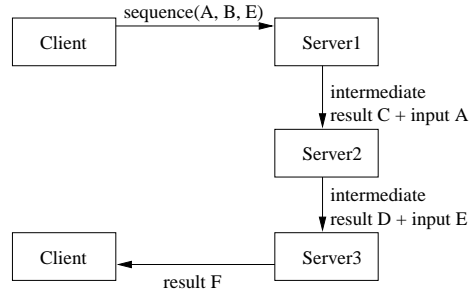 sequence(A, B, E)
Client
Server1
intermediate
result C + input A
Server2
intermediate
result D + input E
Client
Server3
result F